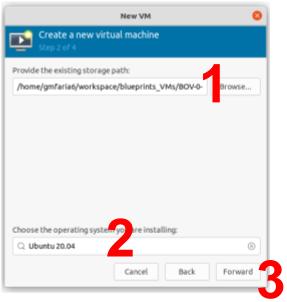 New VM
Create a new virtual machine
Step 2 of 4
Provide the existing storage path:
1
/home/gmfaria6/workspace/blueprints_VMs/BOV-0- Browse...
Choose the operating system you are installing:
2
Ubuntu 20.04
Cancel Back Forward
3